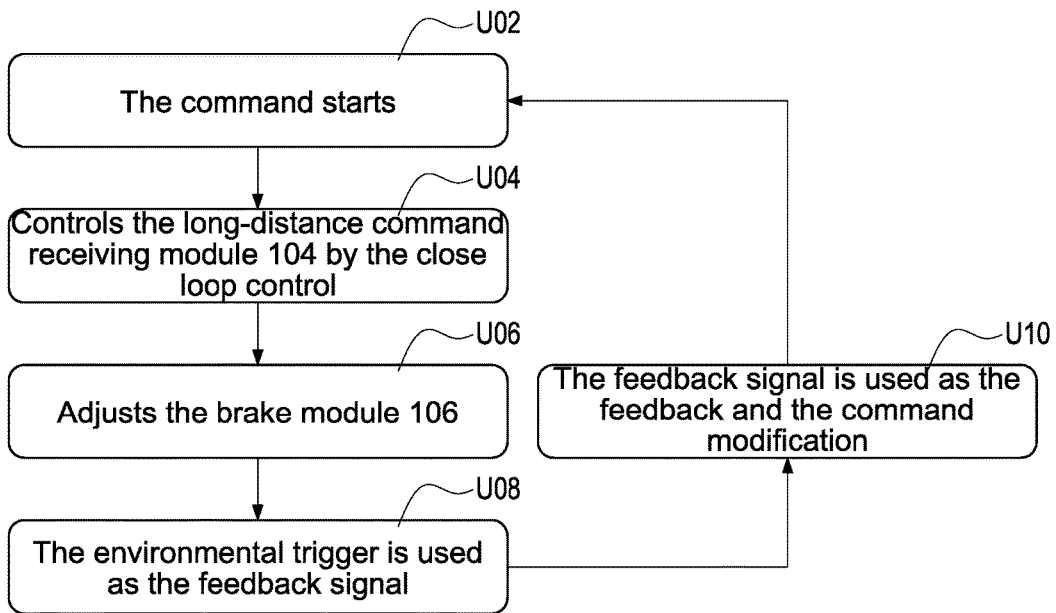 U02
The command starts
U04
Controls the long-distance command
receiving module 104 by the close
loop control
U06
Adjusts the brake module 106
U08
The environmental trigger is used
as the feedback signal
U10
The feedback signal is used as the
feedback and the command
modification